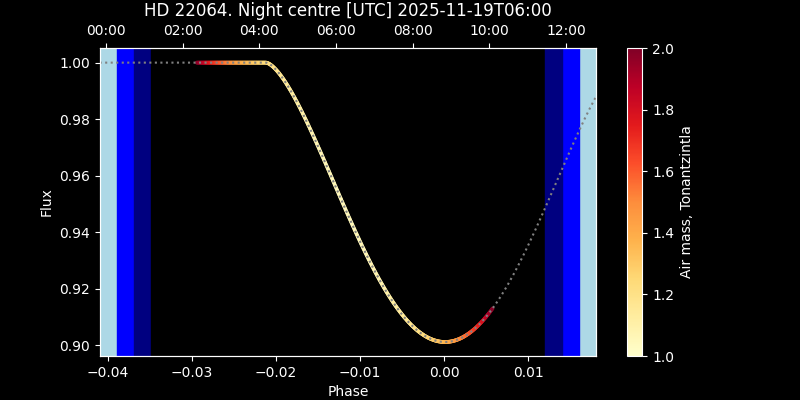 HD 22064. Night centre [UTC] 2025-11-19T06:00
00:00 02:00 04:00 06:00 08:00 10:00 12:00
1.00
0.98
0.96
0.94
0.92
0.90
Flux
−0.04 −0.03 −0.02 −0.01 0.00 0.01
Phase
2.0
1.8
1.6
1.4
1.2
1.0
Air mass, Tonantzintla